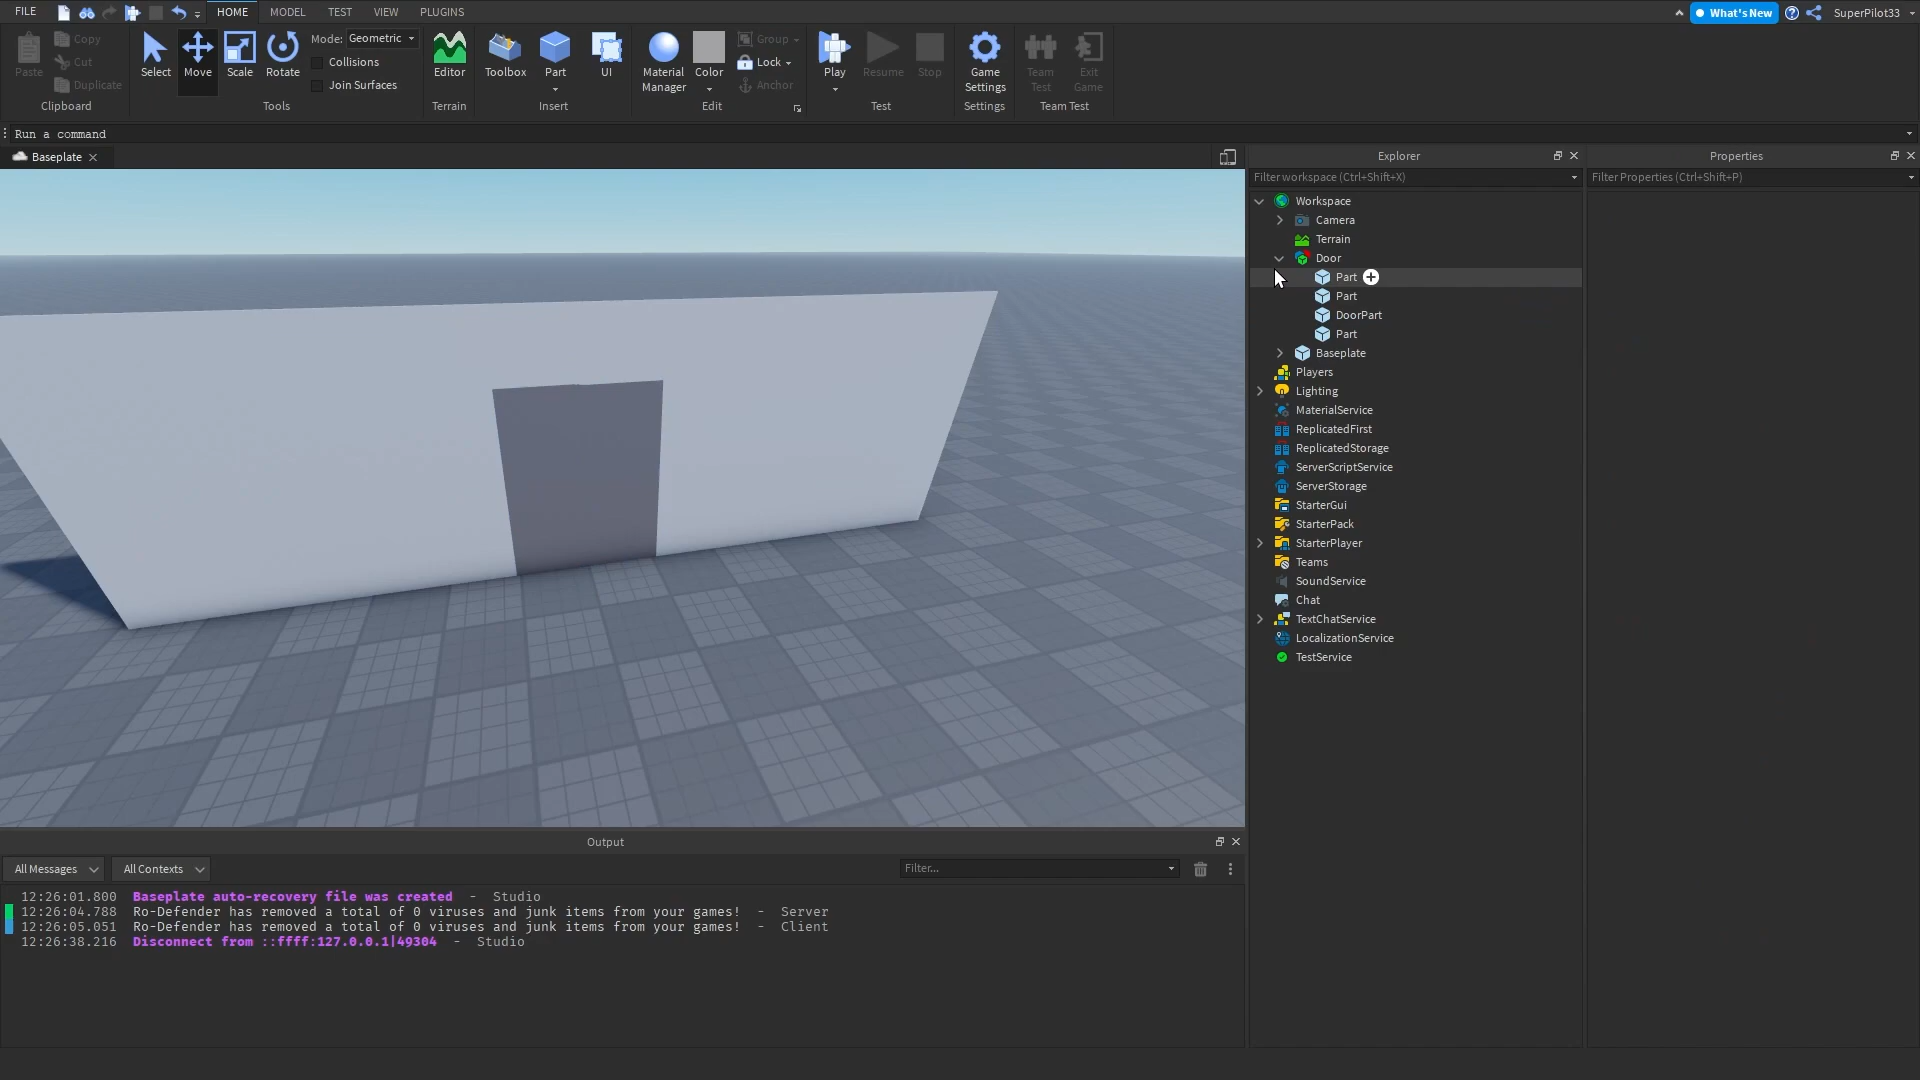 FILE HOME MODEL TEST VIEW PLUGINS What's New SuperPilot33
Paste Copy Cut Duplicate Clipboard
Select Move Scale Rotate Mode: Geometric Collisions Join Surfaces Tools
Editor Terrain
Toolbox Part UI Insert
Material Manager Color Group Lock Anchor Edit
Play Resume Stop Test
Game Settings Settings
Team Test Exit Game Team Test
Run a command
Baseplate
Explorer
Filter workspace (Ctrl+Shift+X)
Workspace
Camera
Terrain
Door
Part
Part
DoorPart
Part
Baseplate
Players
Lighting
MaterialService
ReplicatedFirst
ReplicatedStorage
ServerScriptService
ServerStorage
StarterGui
StarterPack
StarterPlayer
Teams
SoundService
Chat
TextChatService
LocalizationService
TestService
Properties
Filter Properties (Ctrl+Shift+P)
Output
All Messages All Contexts Filter...
12:26:01.800 Baseplate auto-recovery file was created - Studio
12:26:04.788 Ro-Defender has removed a total of 0 viruses and junk items from your games! - Server
12:26:05.051 Ro-Defender has removed a total of 0 viruses and junk items from your games! - Client
12:26:38.216 Disconnect from ::ffff:127.0.0.1|49304 - Studio